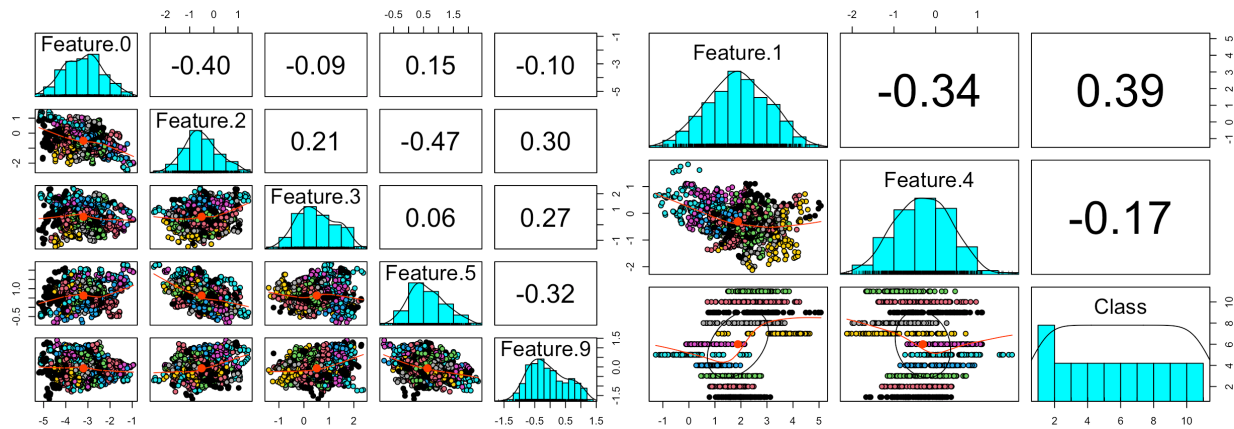 -2 -1 0 1
-0.5 0.5 1.5
-2 -1 0 1
Feature.0 -0.40 -0.09 0.15 -0.10
-5 -3 -1
-2 0 1
Feature.2 0.21 -0.47 0.30
Feature.3 0.06 0.27
-1 1 2
-0.5 1.0
Feature.5 -0.32
Feature.9
-1.5 0.0 1.5
-5 -4 -3 -2 -1
-1 0 1 2
-1.5 -0.5 0.5 1.5
Feature.1 -0.34 0.39
-1 0 1 2 3 4 5
-2 -1 0 1
Feature.4 -0.17
Class
2 4 6 8 10
-1 0 1 2 3 4 5
2 4 6 8 10